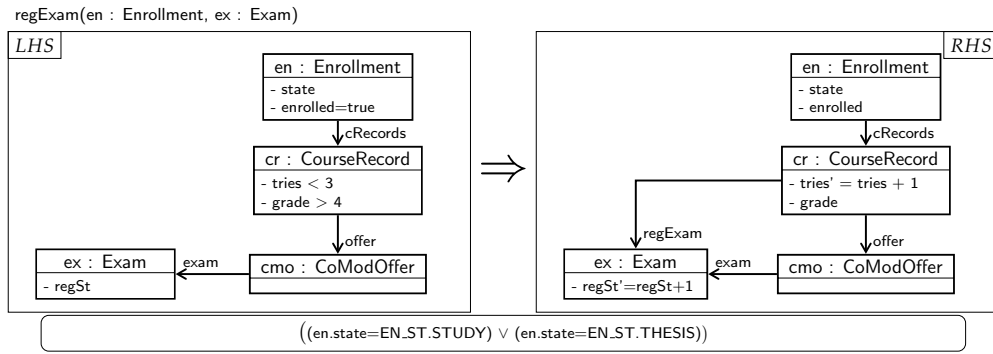 regExam(en : Enrollment, ex : Exam)
LHS
en : Enrollment
- state
- enrolled=true
cRecords
cr : CourseRecord
- tries < 3
- grade > 4
offer
ex : Exam
- regSt
exam
cmo : CoModOffer
⇒
RHS
en : Enrollment
- state
- enrolled
cRecords
cr : CourseRecord
- tries' = tries + 1
- grade
regExam
offer
ex : Exam
- regSt'=regSt+1
exam
cmo : CoModOffer
((en.state=EN_ST.STUDY) ∨ (en.state=EN_ST.THESIS))